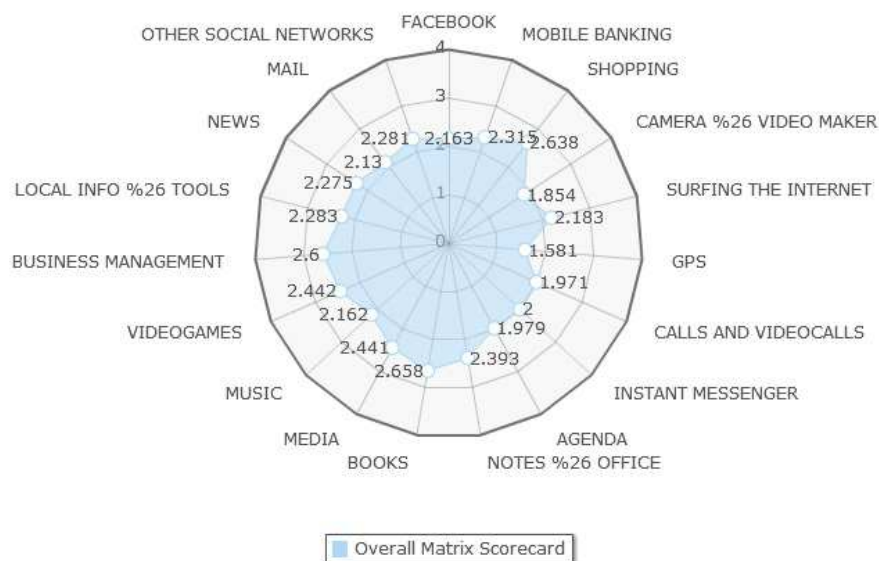 FACEBOOK
OTHER SOCIAL NETWORKS
MOBILE BANKING
4
MAIL
SHOPPING
3
NEWS
CAMERA %26 VIDEO MAKER
2.281
2.163
2.315
2.638
2
2.13
2.275
1.854
LOCAL INFO %26 TOOLS
SURFING THE INTERNET
1
2.283
2.183
0
2.6
1.581
BUSINESS MANAGEMENT
GPS
2.442
1.971
2.162
2
VIDEOGAMES
CALLS AND VIDEOCALLS
1.979
2.441
2.393
2.658
MUSIC
INSTANT MESSENGER
MEDIA
AGENDA
BOOKS
NOTES %26 OFFICE
Overall Matrix Scorecard